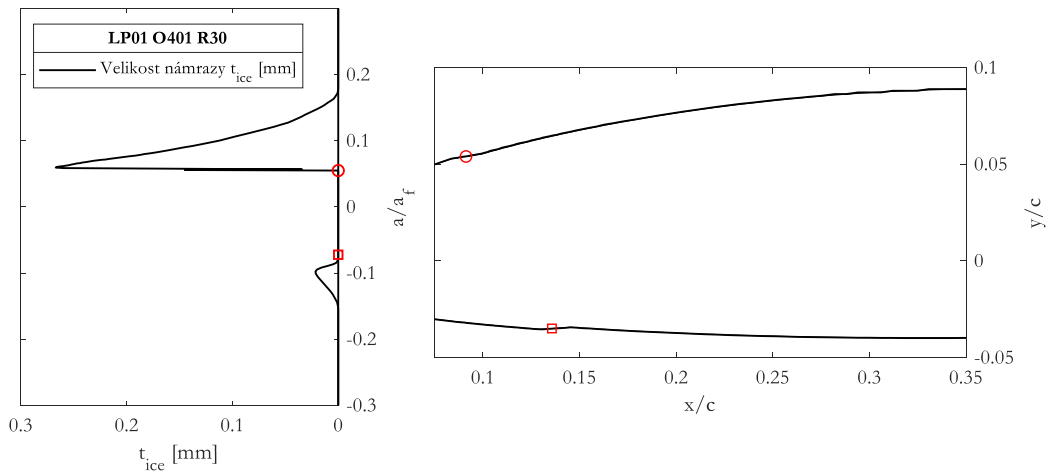 LP01 O401 R30
Velikost námrazy t_ice [mm]
0.2
0.1
0
-0.1
-0.2
-0.3
0.3 0.2 0.1 0
t_ice [mm]
a/a_f
0.1
0.05
0
-0.05
0.1 0.15 0.2 0.25 0.3 0.35
x/c
y/c